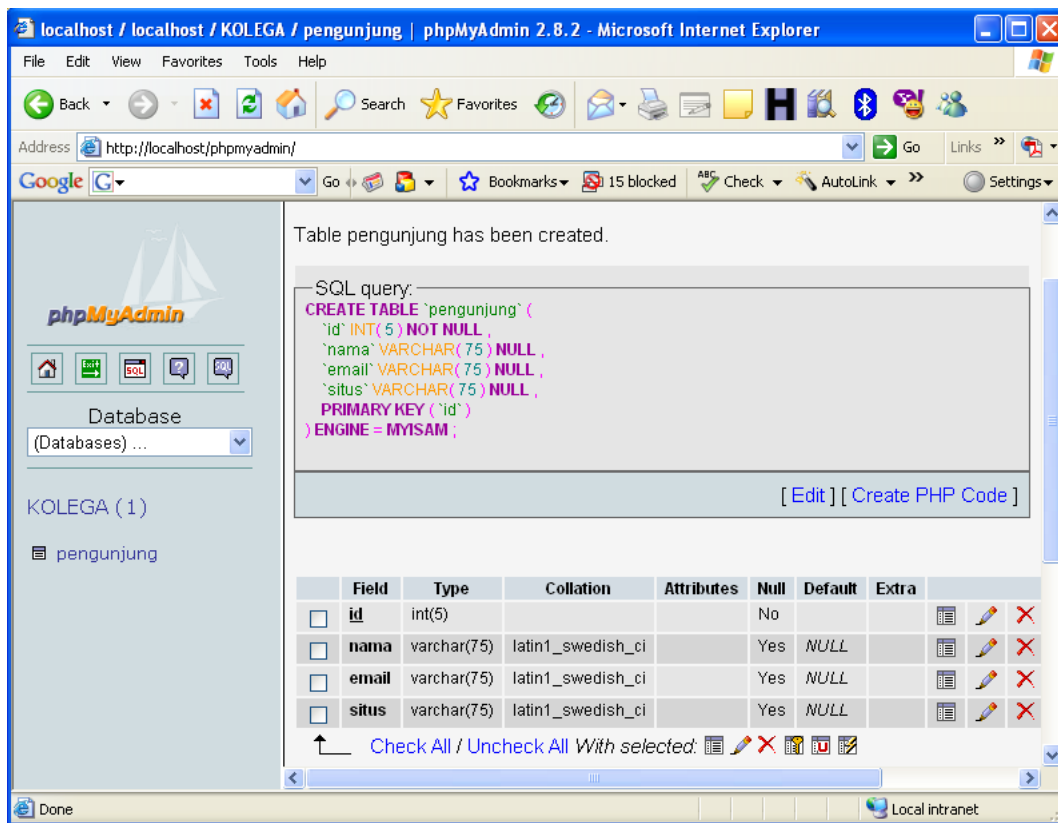 localhost / localhost / KOLEGA / pengunjung | phpMyAdmin 2.8.2 - Microsoft Internet Explorer
File Edit View Favorites Tools Help
Back Search Favorites
Address http://localhost/phpmyadmin/ Go Links »
Google G Go Bookmarks 15 blocked ABC Check AutoLink » Settings
Table pengunjung has been created.
SQL query:
CREATE TABLE `pengunjung` (
`id` INT( 5 ) NOT NULL ,
`nama` VARCHAR( 75 ) NULL ,
`email` VARCHAR( 75 ) NULL ,
`situs` VARCHAR( 75 ) NULL ,
PRIMARY KEY ( `id` )
) ENGINE = MYISAM ;
[ Edit ] [ Create PHP Code ]
phpMyAdmin
EXIT SQL ? SQL
Database
(Databases) ...
KOLEGA (1)
pengunjung
Field Type Collation Attributes Null Default Extra
id int(5) No
nama varchar(75) latin1_swedish_ci Yes NULL
email varchar(75) latin1_swedish_ci Yes NULL
situs varchar(75) latin1_swedish_ci Yes NULL
Check All / Uncheck All With selected:
Done Local intranet